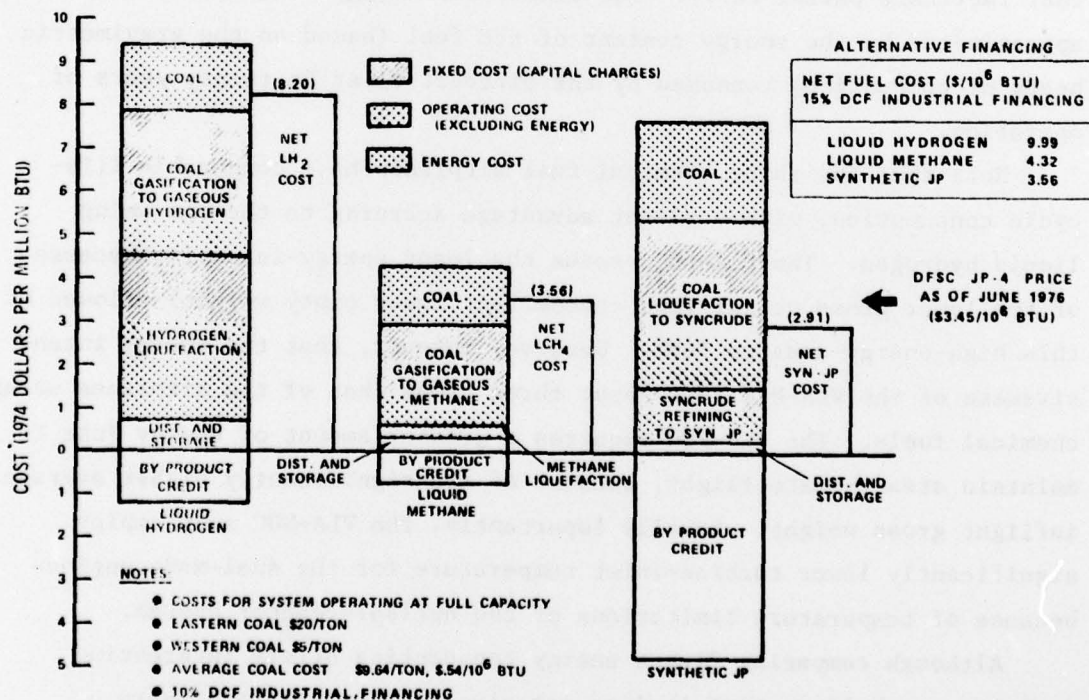 COST (1974 DOLLARS PER MILLION BTU)
10
9
8
7
6
5
4
3
2
1
0
1
2
3
4
5
COAL
COAL
GASIFICATION
TO GASEOUS
HYDROGEN
HYDROGEN
LIQUEFACTION
DIST. AND
STORAGE
BY PRODUCT
CREDIT
LIQUID
HYDROGEN
(8.20)
NET
LH2
COST
FIXED COST (CAPITAL CHARGES)
OPERATING COST
(EXCLUDING ENERGY)
ENERGY COST
COAL
COAL
GASIFICATION
TO GASEOUS
METHANE
DIST. AND
STORAGE
BY PRODUCT
CREDIT
LIQUID
METHANE
METHANE
LIQUEFACTION
(3.56)
NET
COST
COAL
COAL
LIQUEFACTION
TO SYNCRUDE
SYNCRUDE
REFINING
TO SYN JP
BY PRODUCT
CREDIT
SYNTHETIC JP
(2.91)
NET
SYN-JP
COST
DIST. AND
STORAGE
ALTERNATIVE FINANCING
NET FUEL COST ($/10^6 BTU)
15% DCF INDUSTRIAL FINANCING
LIQUID HYDROGEN 9.99
LIQUID METHANE 4.32
SYNTHETIC JP 3.56
DESC JP-4 PRICE
AS OF JUNE 1976
($3.45/10^6 BTU)
NOTES:
• COSTS FOR SYSTEM OPERATING AT FULL CAPACITY
• EASTERN COAL $20/TON
• WESTERN COAL $5/TON
• AVERAGE COAL COST = $9.64/TON, $.54/10^6 BTU
• 10% DCF INDUSTRIAL FINANCING